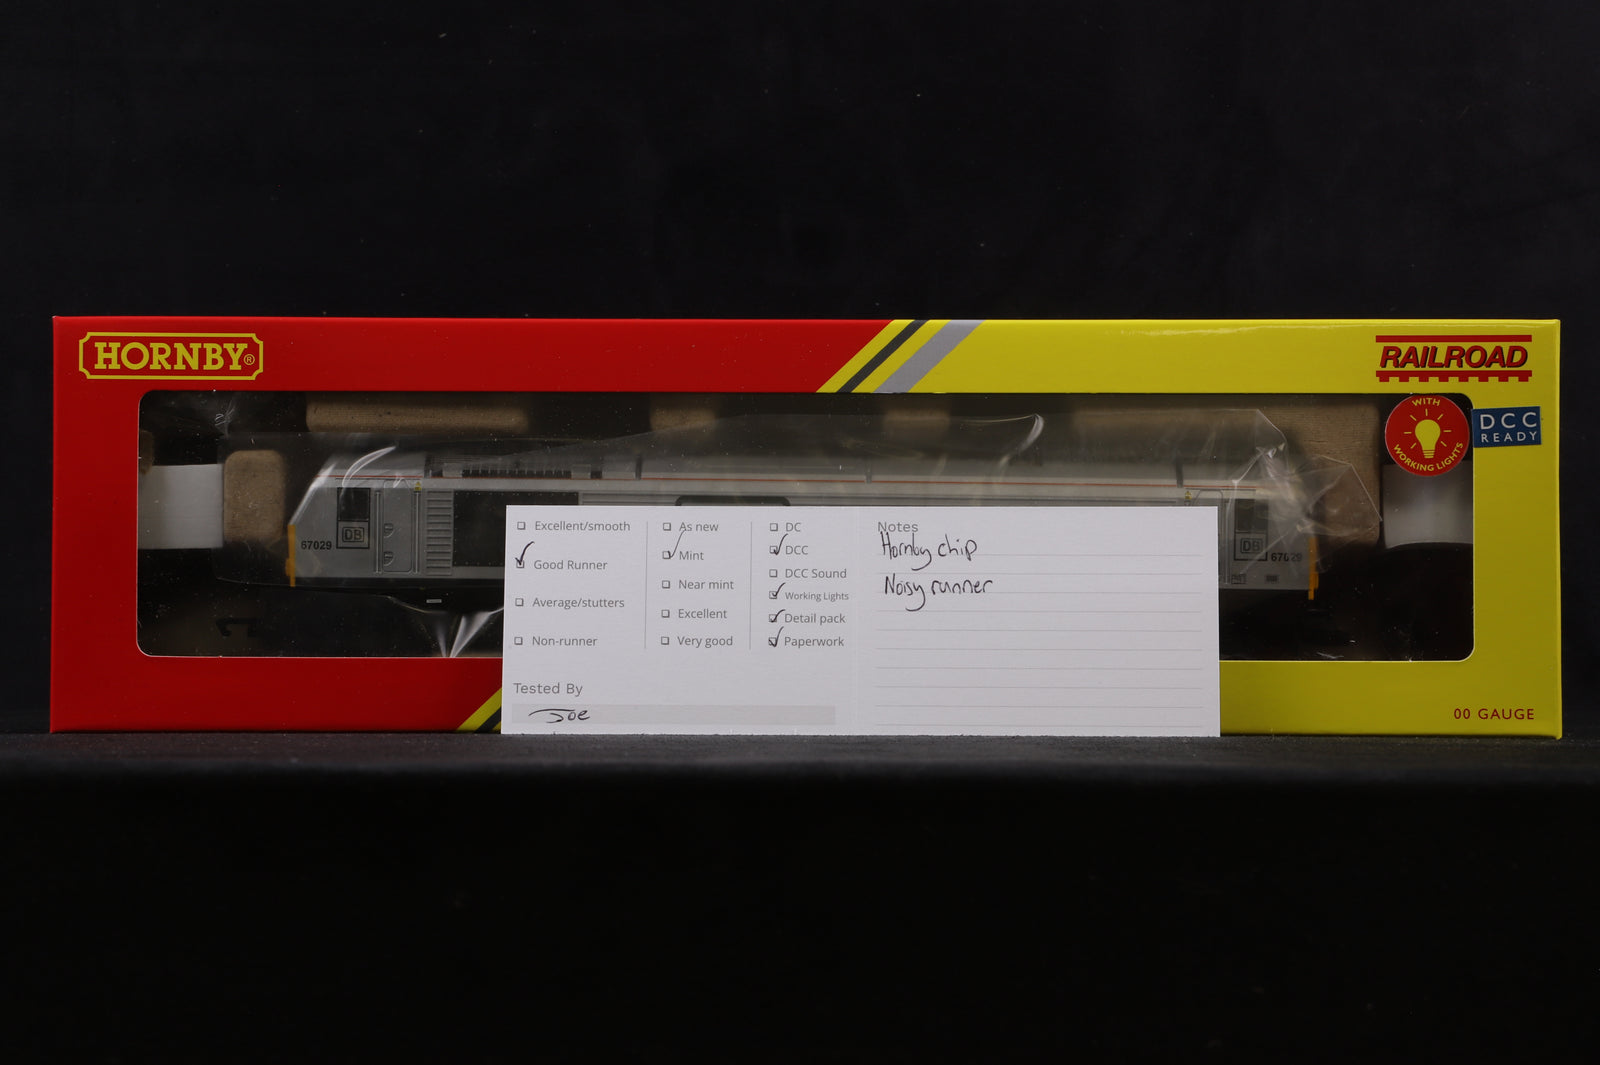 HORNBY®
RAILROAD
WITH
WORKING LIGHTS
DCC
READY
DB
67029
DB
67029
Excellent/smooth
Good Runner
Average/stutters
Non-runner
As new
Mint
Near mint
Excellent
Very good
DC
DCC
DCC Sound
Working Lights
Detail pack
Paperwork
Notes
Hornby chip
Noisy runner
Tested By
Joe
00 GAUGE